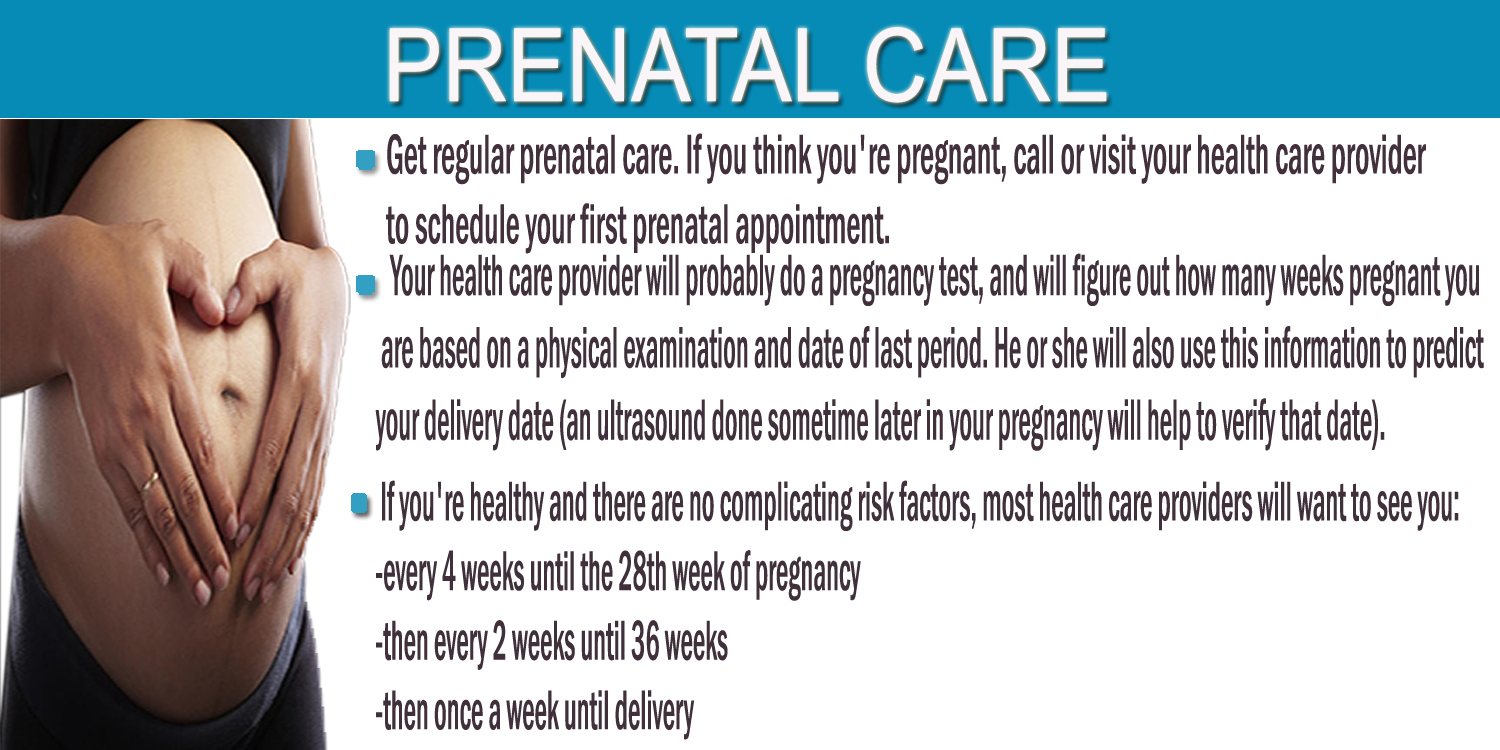 PRENATAL CARE
Get regular prenatal care. If you think you're pregnant, call or visit your health care provider
to schedule your first prenatal appointment.
Your health care provider will probably do a pregnancy test, and will figure out how many weeks pregnant you
are based on a physical examination and date of last period. He or she will also use this information to predict
your delivery date (an ultrasound done sometime later in your pregnancy will help to verify that date).
If you're healthy and there are no complicating risk factors, most health care providers will want to see you:
-every 4 weeks until the 28th week of pregnancy
-then every 2 weeks until 36 weeks
-then once a week until delivery